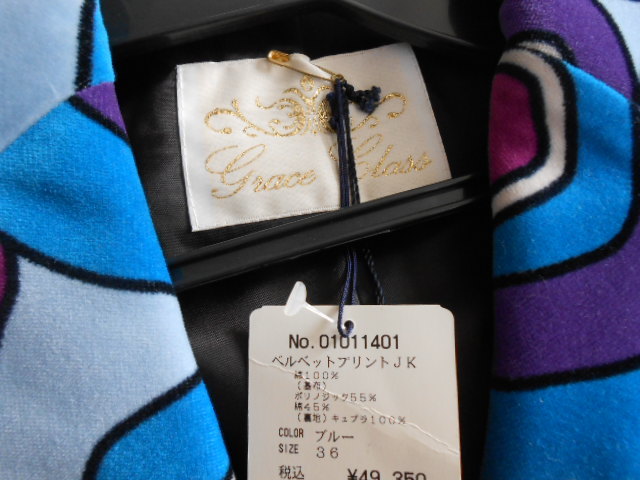 Grace Class
No. 01011401
ベルベットプリントJK
綿100%
(基布)
ポリノジック55%
綿45%
(裏地)キュプラ100%
COLOR ブルー
SIZE 36
税込 ¥49,350